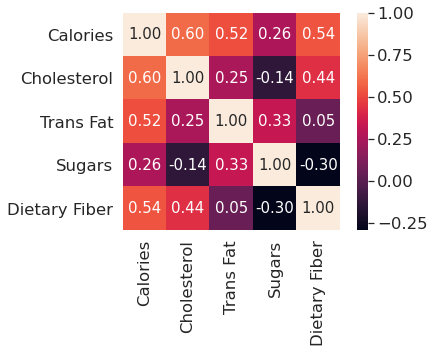 Calories 1.00 0.60 0.52 0.26 0.54
Cholesterol 0.60 1.00 0.25 -0.14 0.44
Trans Fat 0.52 0.25 1.00 0.33 0.05
Sugars 0.26 -0.14 0.33 1.00 -0.30
Dietary Fiber 0.54 0.44 0.05 -0.30 1.00
Calories
Cholesterol
Trans Fat
Sugars
Dietary Fiber
1.00
0.75
0.50
0.25
0.00
−0.25